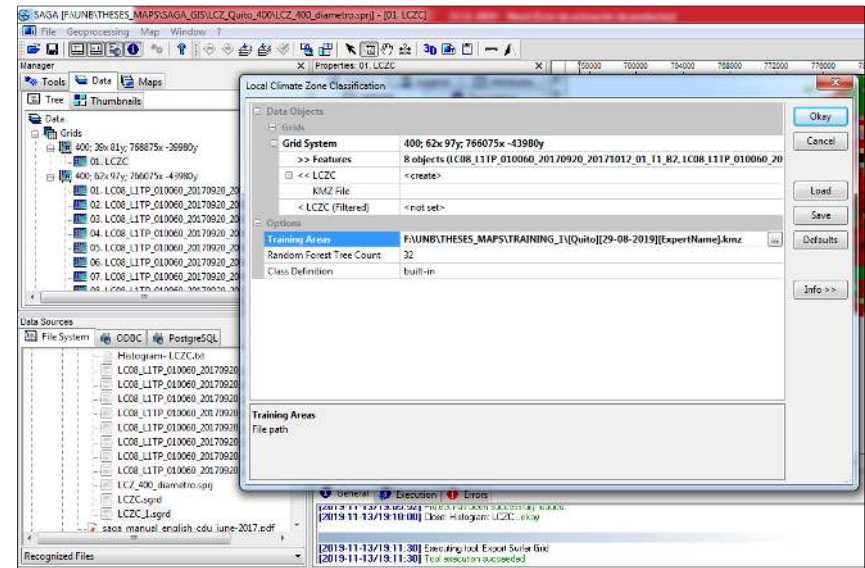 SAGA [F:\UNB\THESES_MAPS\SAGA_GIS\LCZ_Quito_400\LCZ_400_diametro.sprj] - [01. LCZC]
File Geoprocessing Map Window ?
Manager
Tools Data Maps
Tree Thumbnails
Data
Grids
400; 39x 81y; 768875x -39980y
01. LCZC
400; 62x 97y; 766075x -43980y
01. LC08_L1TP_010060_20170920_20
02. LC08_L1TP_010060_20170920_20
03. LC08_L1TP_010060_20170920_20
04. LC08_L1TP_010060_20170920_20
05. LC08_L1TP_010060_20170920_20
06. LC08_L1TP_010060_20170920_20
07. LC08_L1TP_010060_20170920_20
08. LC08_L1TP_010060_20170920_20
Data Sources
File System ODBC PostgreSQL
Histogram- LCZC.txt
LC08_L1TP_010060_20170920
LC08_L1TP_010060_20170920
LC08_L1TP_010060_20170920
LC08_L1TP_010060_20170920
LC08_L1TP_010060_20170920
LC08_L1TP_010060_20170920
LC08_L1TP_010060_20170920
LC08_L1TP_010060_20170920
LCZ_400_diametro.sprj
LCZC.sgrd
LCZC_1.sgrd
saga_manual_english_cdu_june-2017.pdf
Recognized Files
Properties: 01. LCZC
700000 704000 768000 772000 776000
Local Climate Zone Classification
Data Objects
Grids
Grid System 400; 62x 97y; 766075x -43980y
>> Features 8 objects (LC08_L1TP_010060_20170920_20171012_01_T1_B2, LC08_L1TP_010060_20
<< LCZC <create>
KMZ File
< LCZC (Filtered) <not set>
Options
Training Areas F:\UNB\THESES_MAPS\TRAINING_1\[Quito][29-08-2019][ExpertName].kmz ...
Random Forest Tree Count 32
Class Definition built-in
Training Areas
File path
Okay
Cancel
Load
Save
Defaults
Info >>
General Execution Errors
[2019-11-13/19:10:00] Close: Histogram: LCZC...okay
[2019-11-13/19:11:30] Executing tool: Export Surfer Grid
[2019-11-13/19:11:30] Tool execution succeeded